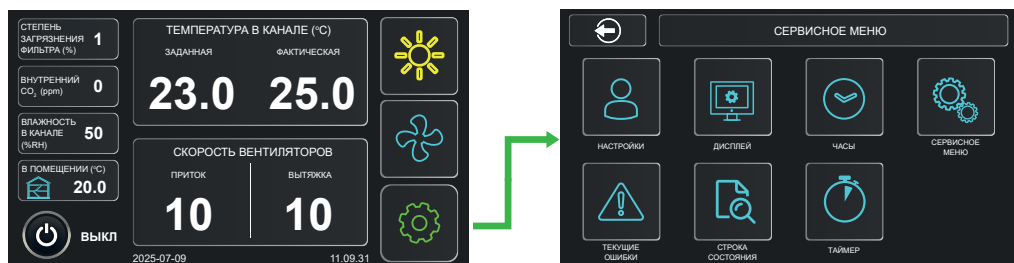 СТЕПЕНЬ
ЗАГРЯЗНЕНИЯ
ФИЛЬТРА (%)
1
ВНУТРЕННИЙ
CO2 (ppm)
0
ВЛАЖНОСТЬ
В КАНАЛЕ
(%RH)
50
В ПОМЕЩЕНИИ (ºC)
20.0
ВЫКЛ
ТЕМПЕРАТУРА В КАНАЛЕ (ºC)
ЗАДАННАЯ ФАКТИЧЕСКАЯ
23.0 25.0
СКОРОСТЬ ВЕНТИЛЯТОРОВ
ПРИТОК ВЫТЯЖКА
10 10
2025-07-09 11.09.31
СЕРВИСНОЕ МЕНЮ
НАСТРОЙКИ
ДИСПЛЕЙ
ЧАСЫ
СЕРВИСНОЕ
МЕНЮ
ТЕКУЩИЕ
ОШИБКИ
СТРОКА
СОСТОЯНИЯ
ТАЙМЕР